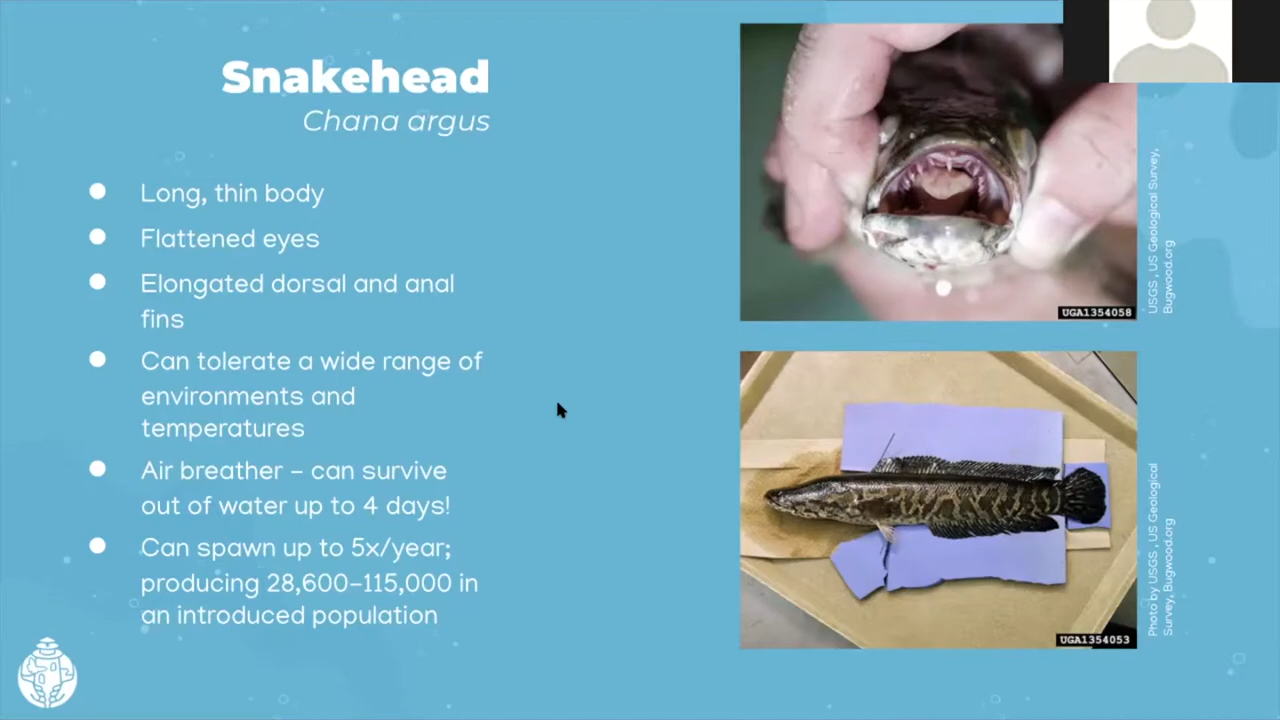 Snakehead
Chana argus
● Long, thin body
● Flattened eyes
● Elongated dorsal and anal
fins
● Can tolerate a wide range of
environments and
temperatures
● Air breather – can survive
out of water up to 4 days!
● Can spawn up to 5x/year;
producing 28,600–115,000 in
an introduced population
USGS , US Geological Survey,
Bugwood.org
UGA1354058
Photo by USGS , US Geological
Survey, Bugwood.org
UGA1354053